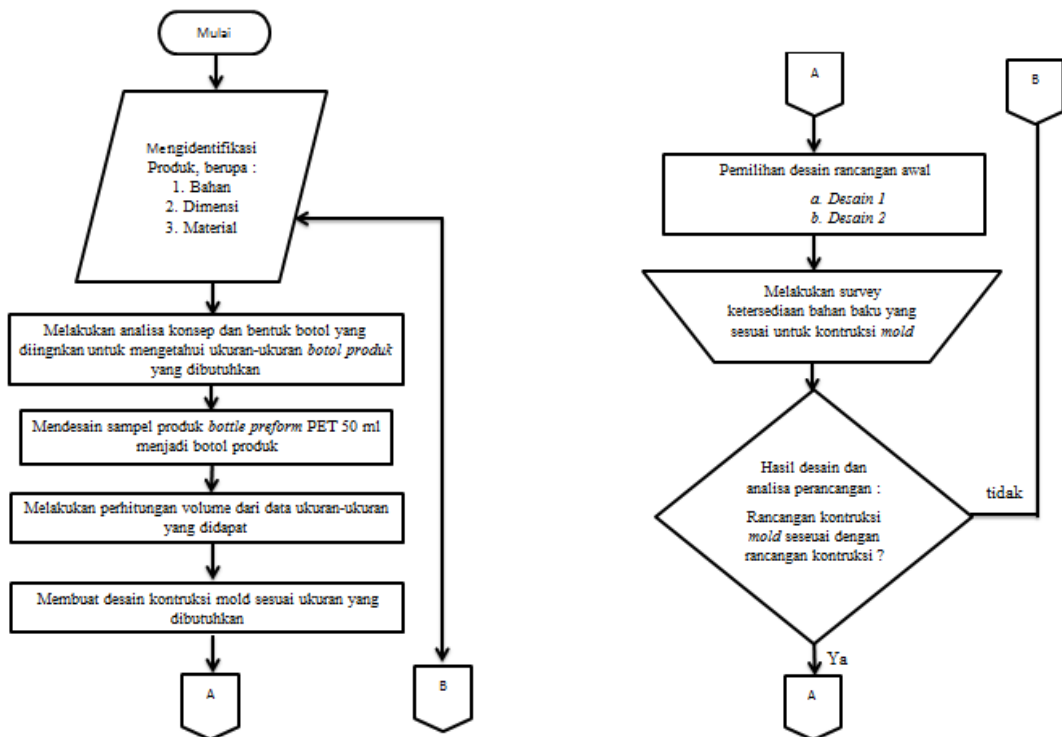 Mulai
Mengidentifikasi
Produk, berupa :
1. Bahan
2. Dimensi
3. Material
Melakukan analisa konsep dan bentuk botol yang
diingnkan untuk mengetahui ukuran-ukuran botol produk
yang dibutuhkan
Mendesain sampel produk bottle preform PET 50 ml
menjadi botol produk
Melakukan perhitungan volume dari data ukuran-ukuran
yang didapat
Membuat desain kontruksi mold sesuai ukuran yang
dibutuhkan
A
B
A
B
Pemilihan desain rancangan awal
a. Desain 1
b. Desain 2
Melakukan survey
ketersediaan bahan baku yang
sesuai untuk kontruksi mold
Hasil desain dan
analisa perancangan :
Rancangan kontruksi
mold seseuai dengan
rancangan kontruksi ?
tidak
Ya
A